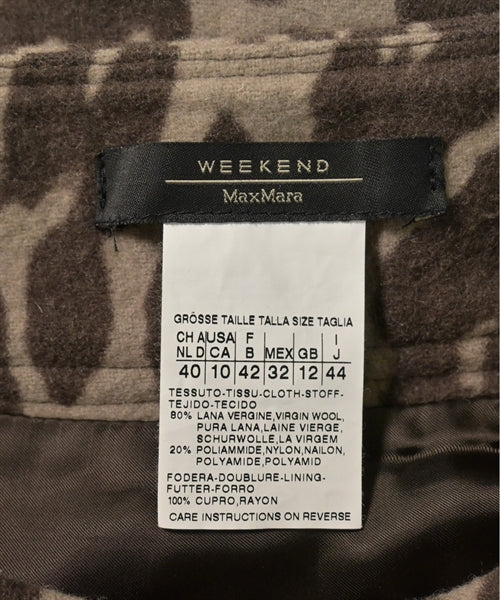 WEEKEND
MaxMara
GRÖSSE TAILLE TALLA SIZE TAGLIA
CH A USA F I
NL D CA B MEX GB J
40 10 42 32 12 44
TESSUTO-TISSU-CLOTH-STOFF-
TEJIDO-TECIDO
80% LANA VERGINE,VIRGIN WOOL,
PURA LANA,LAINE VIERGE,
SCHURWOLLE,LA VIRGEM
20% POLIAMMIDE,NYLON,NAILON,
POLYAMIDE,POLYAMID
FODERA-DOUBLURE-LINING-
FUTTER-FORRO
100% CUPRO,RAYON
CARE INSTRUCTIONS ON REVERSE